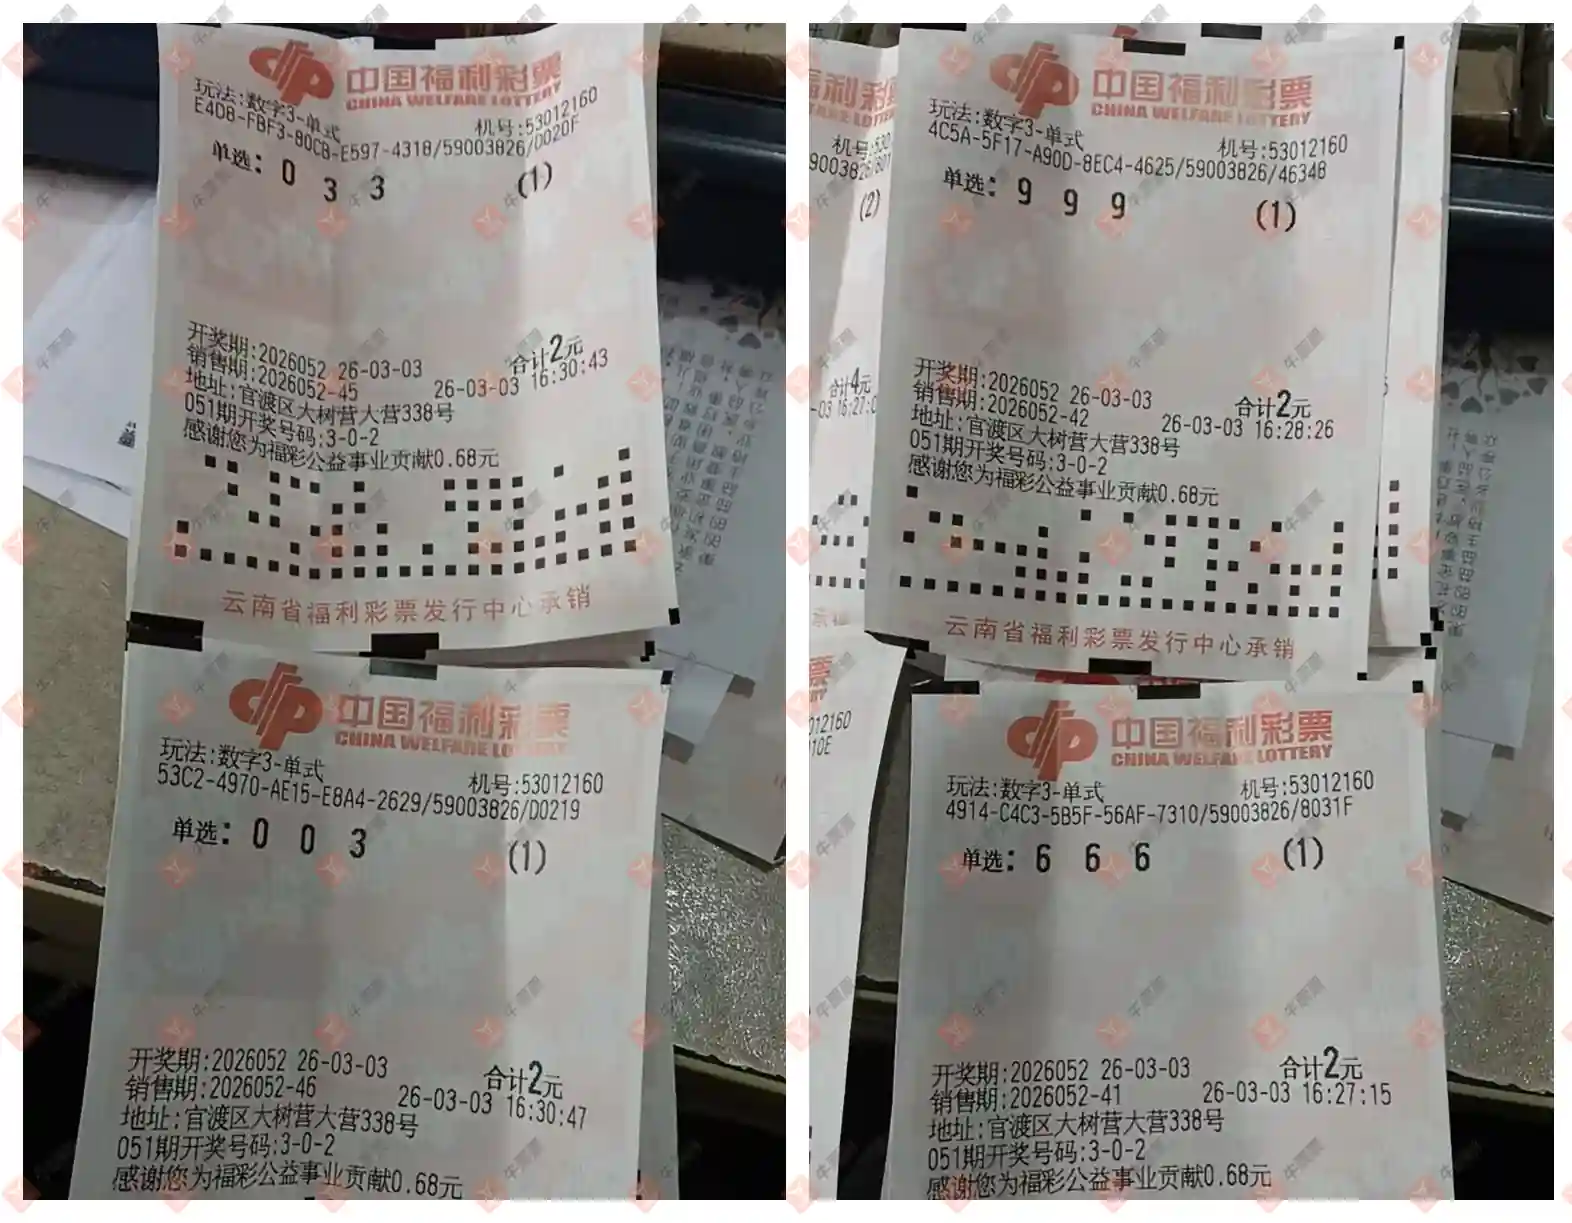 中国福利彩票
CHINA WELFARE LOTTERY
玩法:数字3-单式
机号:53012160
E4D8-FBF3-80CB-E597-4318/59003826/D020F
单选: 0 3 3 (1)
开奖期:2026052 26-03-03 合计2元
销售期:2026052-45 26-03-03 16:30:43
地址:官渡区大树营大营338号
051期开奖号码:3-0-2
感谢您为福彩公益事业贡献0.68元
云南省福利彩票发行中心承销
中国福利彩票
CHINA WELFARE LOTTERY
玩法:数字3-单式
机号:53012160
53C2-4970-AE15-E8A4-2629/59003826/D0219
单选: 0 0 3 (1)
开奖期:2026052 26-03-03 合计2元
销售期:2026052-46 26-03-03 16:30:47
地址:官渡区大树营大营338号
051期开奖号码:3-0-2
感谢您为福彩公益事业贡献0.68元
中国福利彩票
CHINA WELFARE LOTTERY
玩法:数字3-单式
机号:53012160
4C5A-5F17-A90D-8EC4-4625/59003826/46348
单选: 9 9 9 (1)
开奖期:2026052 26-03-03 合计2元
销售期:2026052-42 26-03-03 16:28:26
地址:官渡区大树营大营338号
051期开奖号码:3-0-2
感谢您为福彩公益事业贡献0.68元
云南省福利彩票发行中心承销
(2)
合计4元
中国福利彩票
CHINA WELFARE LOTTERY
玩法:数字3-单式
机号:53012160
4914-C4C3-5B5F-56AF-7310/59003826/8031F
单选: 6 6 6 (1)
开奖期:2026052 26-03-03 合计2元
销售期:2026052-41 26-03-03 16:27:15
地址:官渡区大树营大营338号
051期开奖号码:3-0-2
感谢您为福彩公益事业贡献0.68元